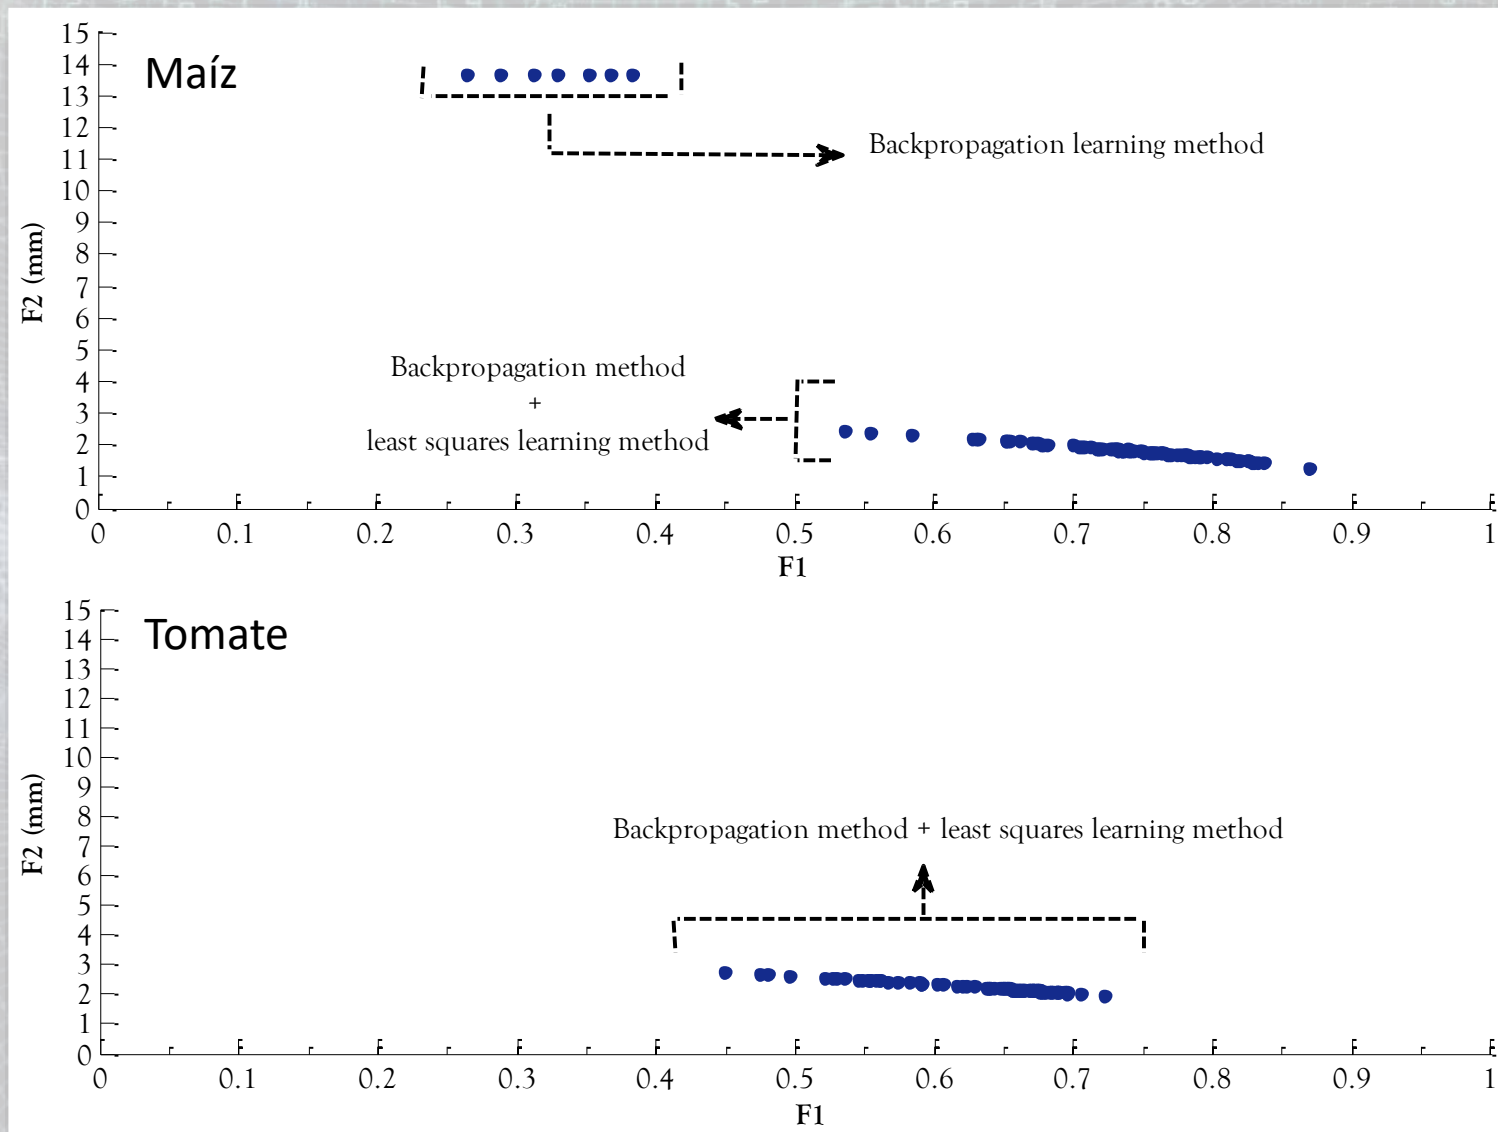 15
14
13
12
11
10
9
8
7
6
5
4
3
2
1
0
F2 (mm)
Maíz
Backpropagation learning method
Backpropagation method
+
least squares learning method
0 0.1 0.2 0.3 0.4 0.5 0.6 0.7 0.8 0.9 1
F1
15
14
13
12
11
10
9
8
7
6
5
4
3
2
1
0
F2 (mm)
Tomate
Backpropagation method + least squares learning method
0 0.1 0.2 0.3 0.4 0.5 0.6 0.7 0.8 0.9 1
F1